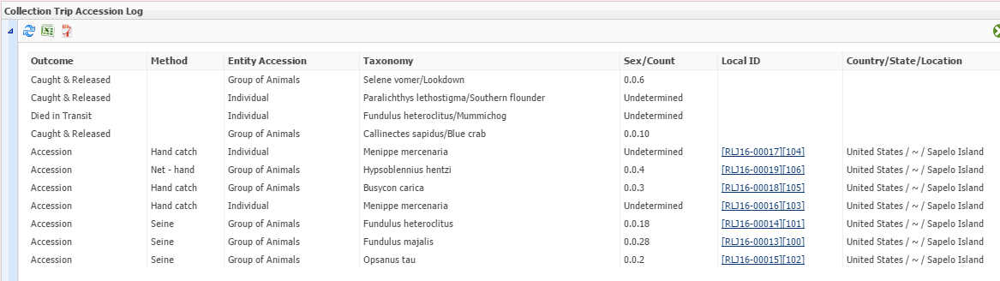 Collection Trip Accession Log
Outcome Method Entity Accession Taxonomy Sex/Count Local ID Country/State/Location
Caught & Released Group of Animals Selene vomer/Lookdown 0.0.6
Caught & Released Individual Paralichthys lethostigma/Southern flounder Undetermined
Died in Transit Fundulus heteroclitus/Mummichog Undetermined
Caught & Released Group of Animals Callinectes sapidus/Blue crab 0.0.10
Accession Hand catch Individual Menippe mercenaria Undetermined [RLJ16-00017][104] United States / ~ / Sapelo Island
Accession Net - hand Group of Animals Hypsoblennius hentzi 0.0.4 [RLJ16-00019][106] United States / ~ / Sapelo Island
Accession Hand catch Group of Animals Busycon carica 0.0.3 [RLJ16-00018][105] United States / ~ / Sapelo Island
Accession Hand catch Individual Menippe mercenaria Undetermined [RLJ16-00016][103] United States / ~ / Sapelo Island
Accession Seine Group of Animals Fundulus heteroclitus 0.0.18 [RLJ16-00014][101] United States / ~ / Sapelo Island
Accession Seine Group of Animals Fundulus majalis 0.0.28 [RLJ16-00013][100] United States / ~ / Sapelo Island
Accession Seine Group of Animals Opsanus tau 0.0.2 [RLJ16-00015][102] United States / ~ / Sapelo Island